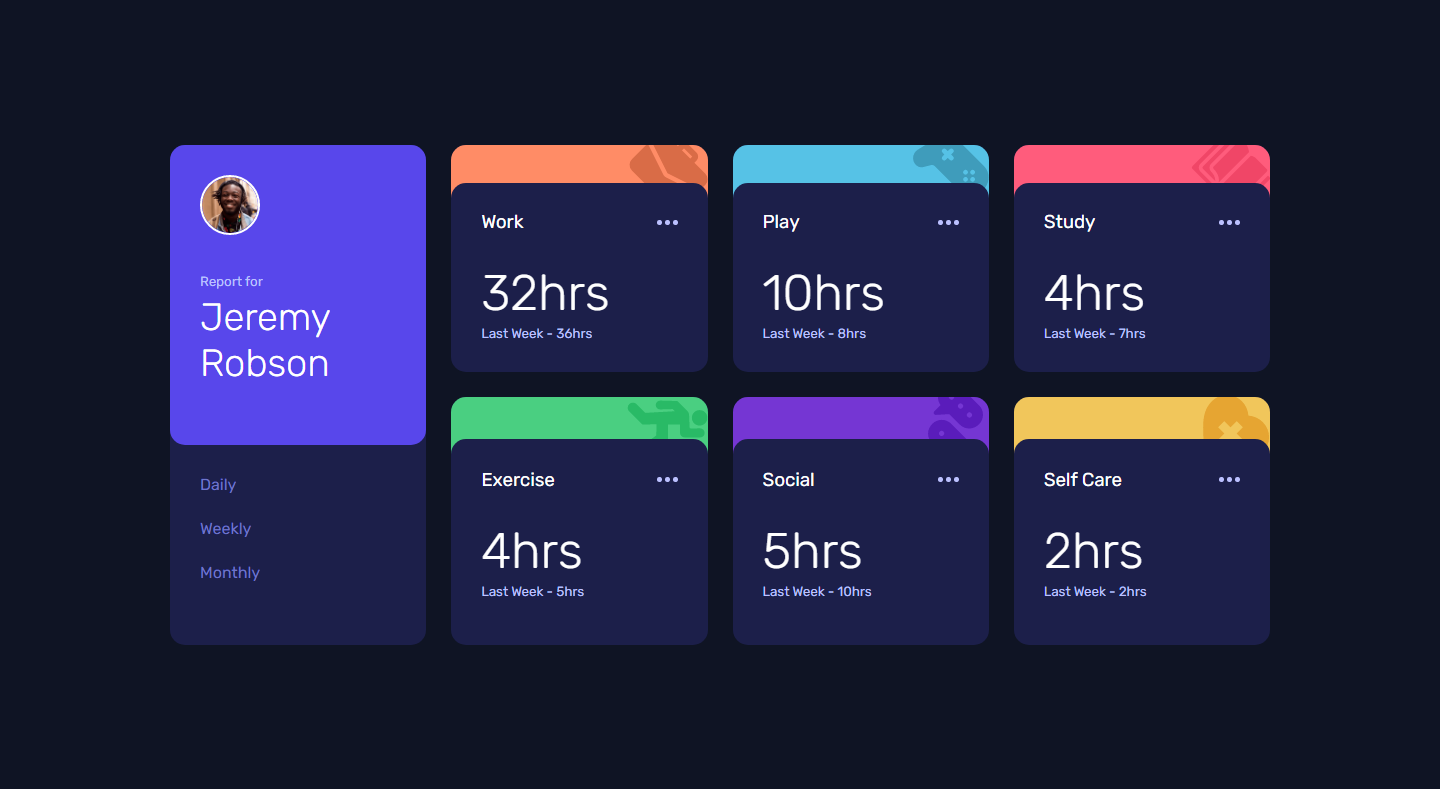 Report for
Jeremy
Robson
Daily
Weekly
Monthly
Work
32hrs
Last Week - 36hrs
Play
10hrs
Last Week - 8hrs
Study
4hrs
Last Week - 7hrs
Exercise
4hrs
Last Week - 5hrs
Social
5hrs
Last Week - 10hrs
Self Care
2hrs
Last Week - 2hrs